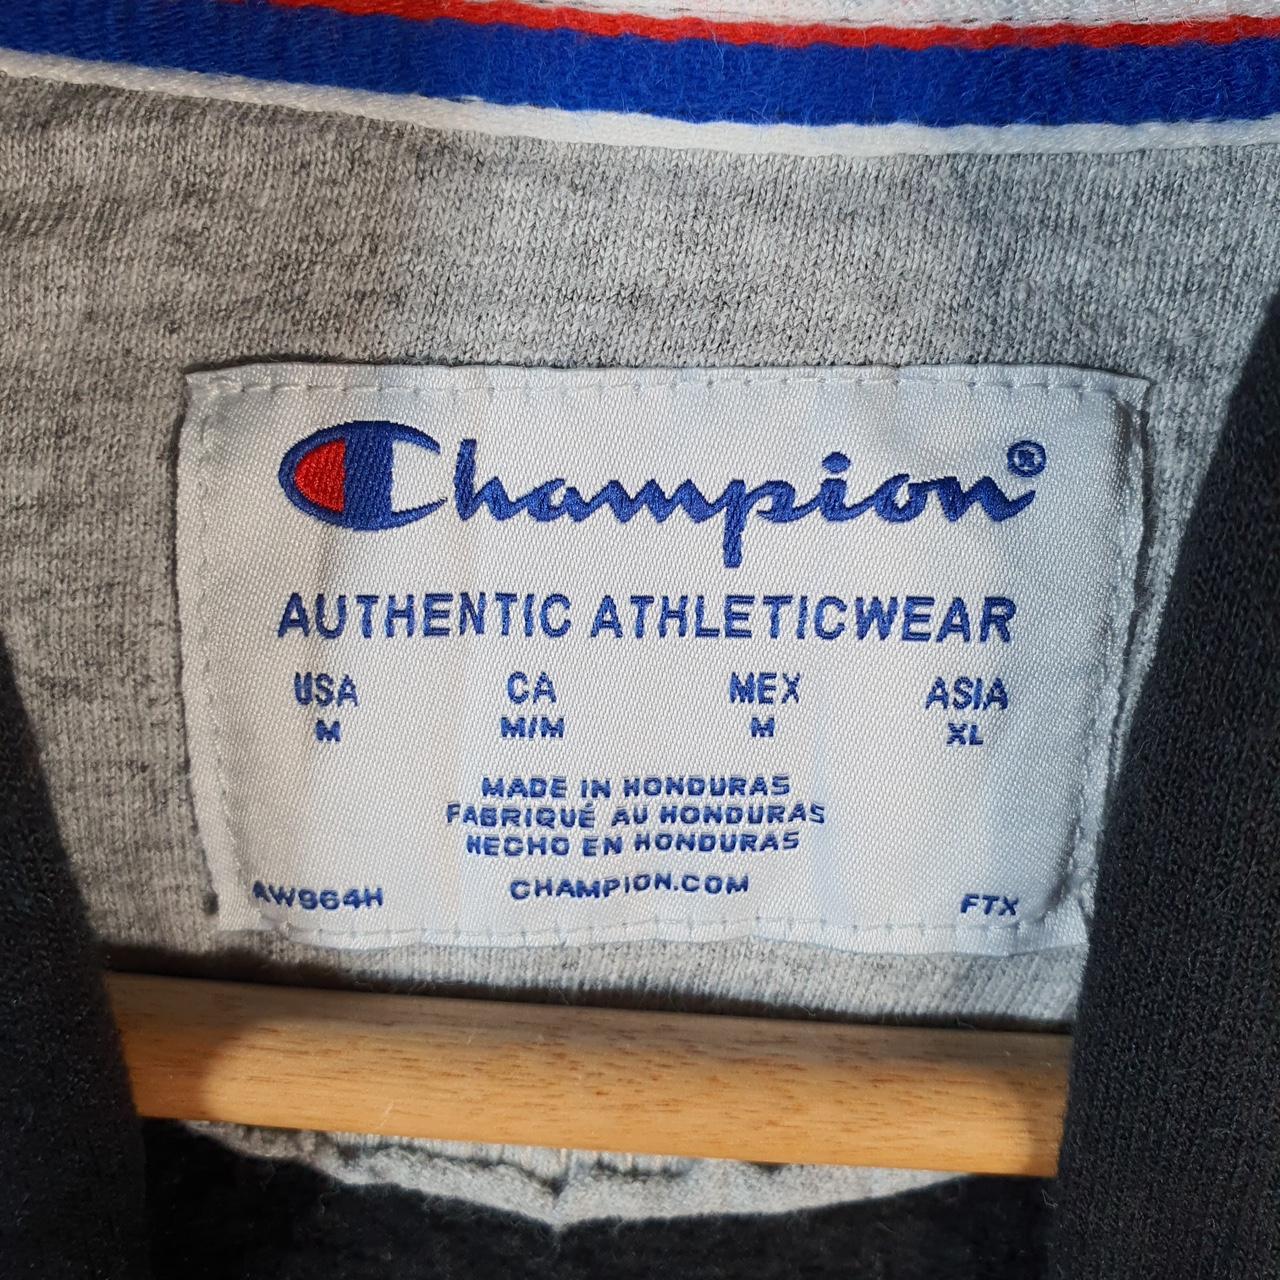 Champion®
AUTHENTIC ATHLETICWEAR
USA CA MEX ASIA
M M/M M XL
MADE IN HONDURAS
FABRIQUÉ AU HONDURAS
HECHO EN HONDURAS
AW964H CHAMPION.COM FTX